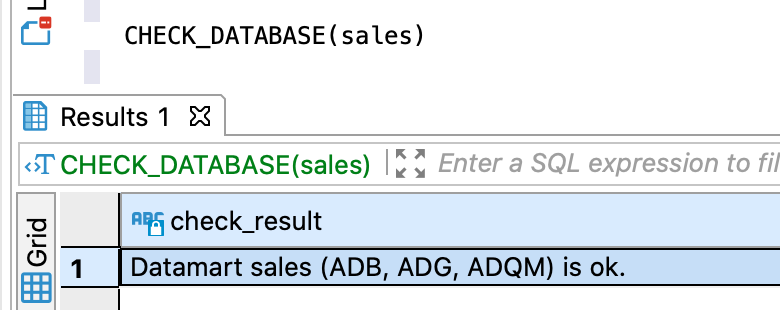 CHECK_DATABASE(sales)
Results 1
T CHECK_DATABASE(sales) Enter a SQL expression to fil
ABC check_result
Grid
1 Datamart sales (ADB, ADG, ADQM) is ok.